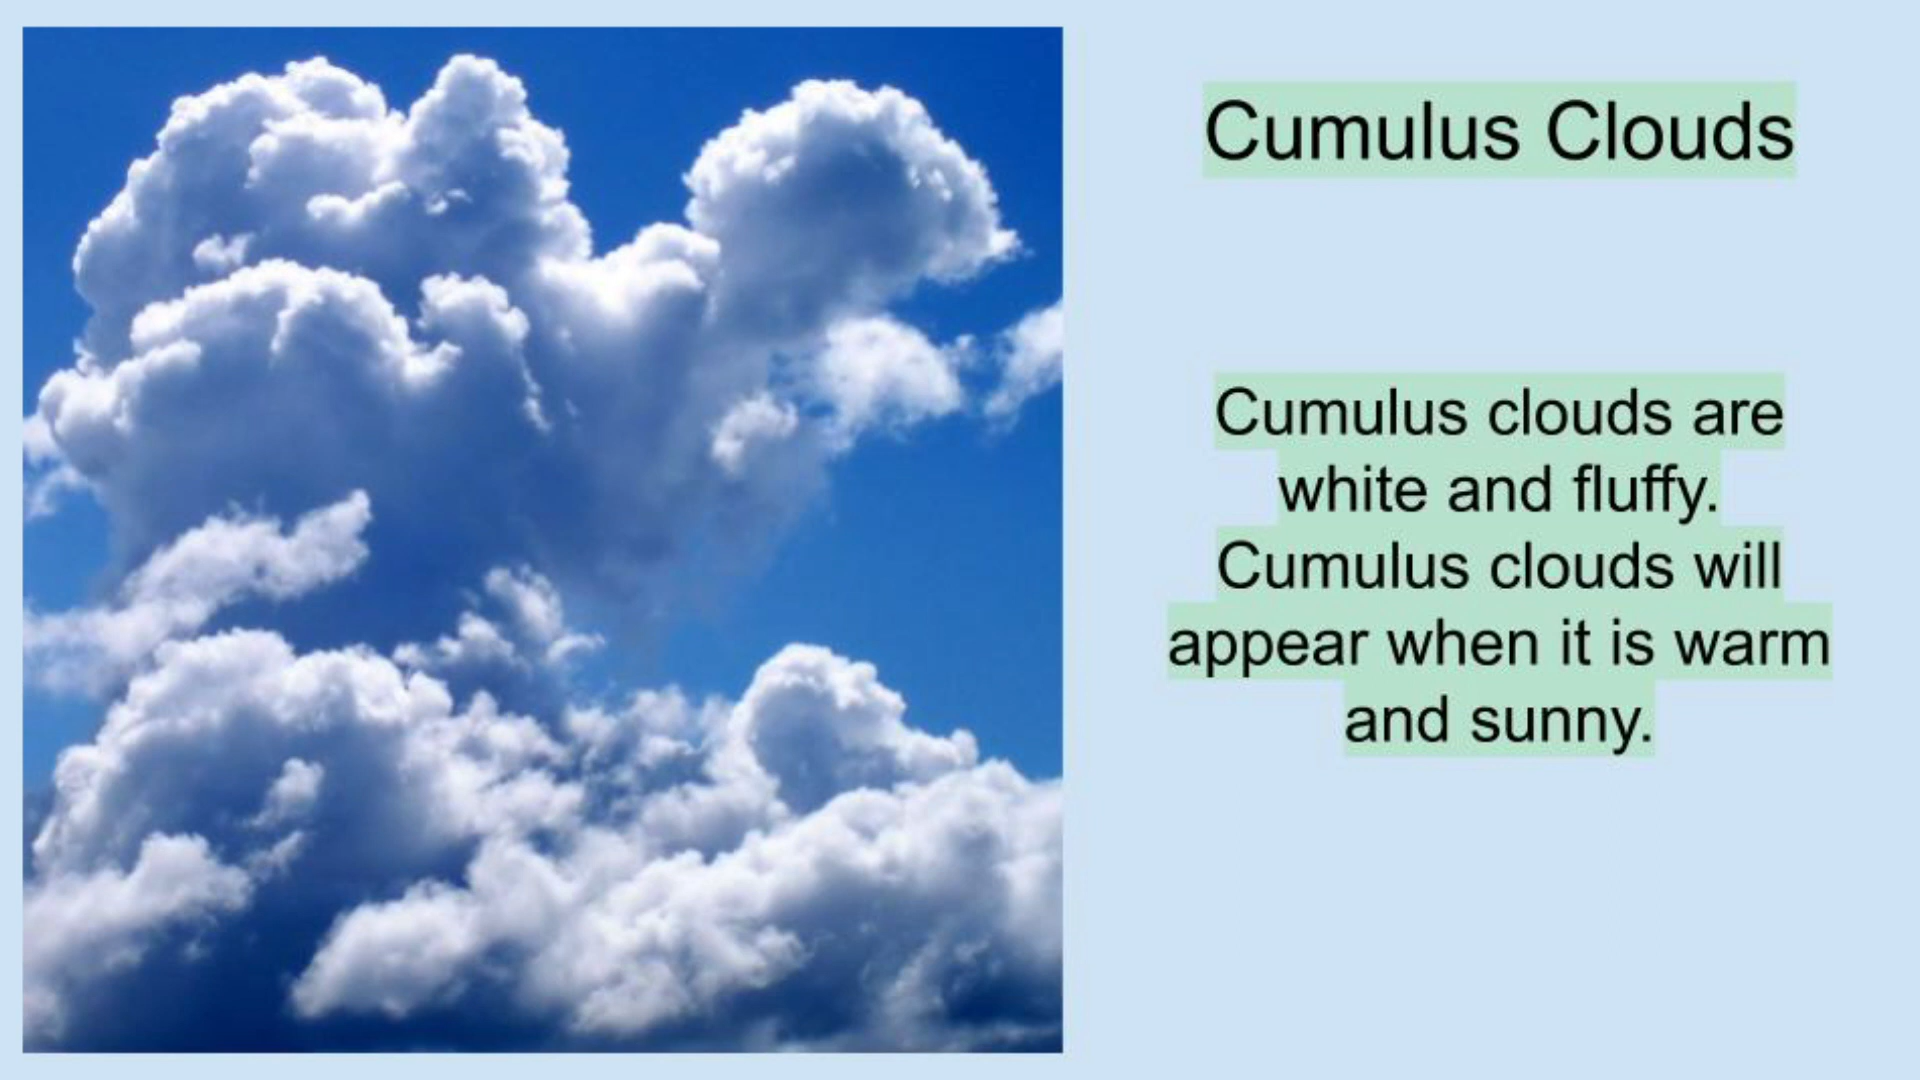 Cumulus Clouds
Cumulus clouds are
white and fluffy.
Cumulus clouds will
appear when it is warm
and sunny.